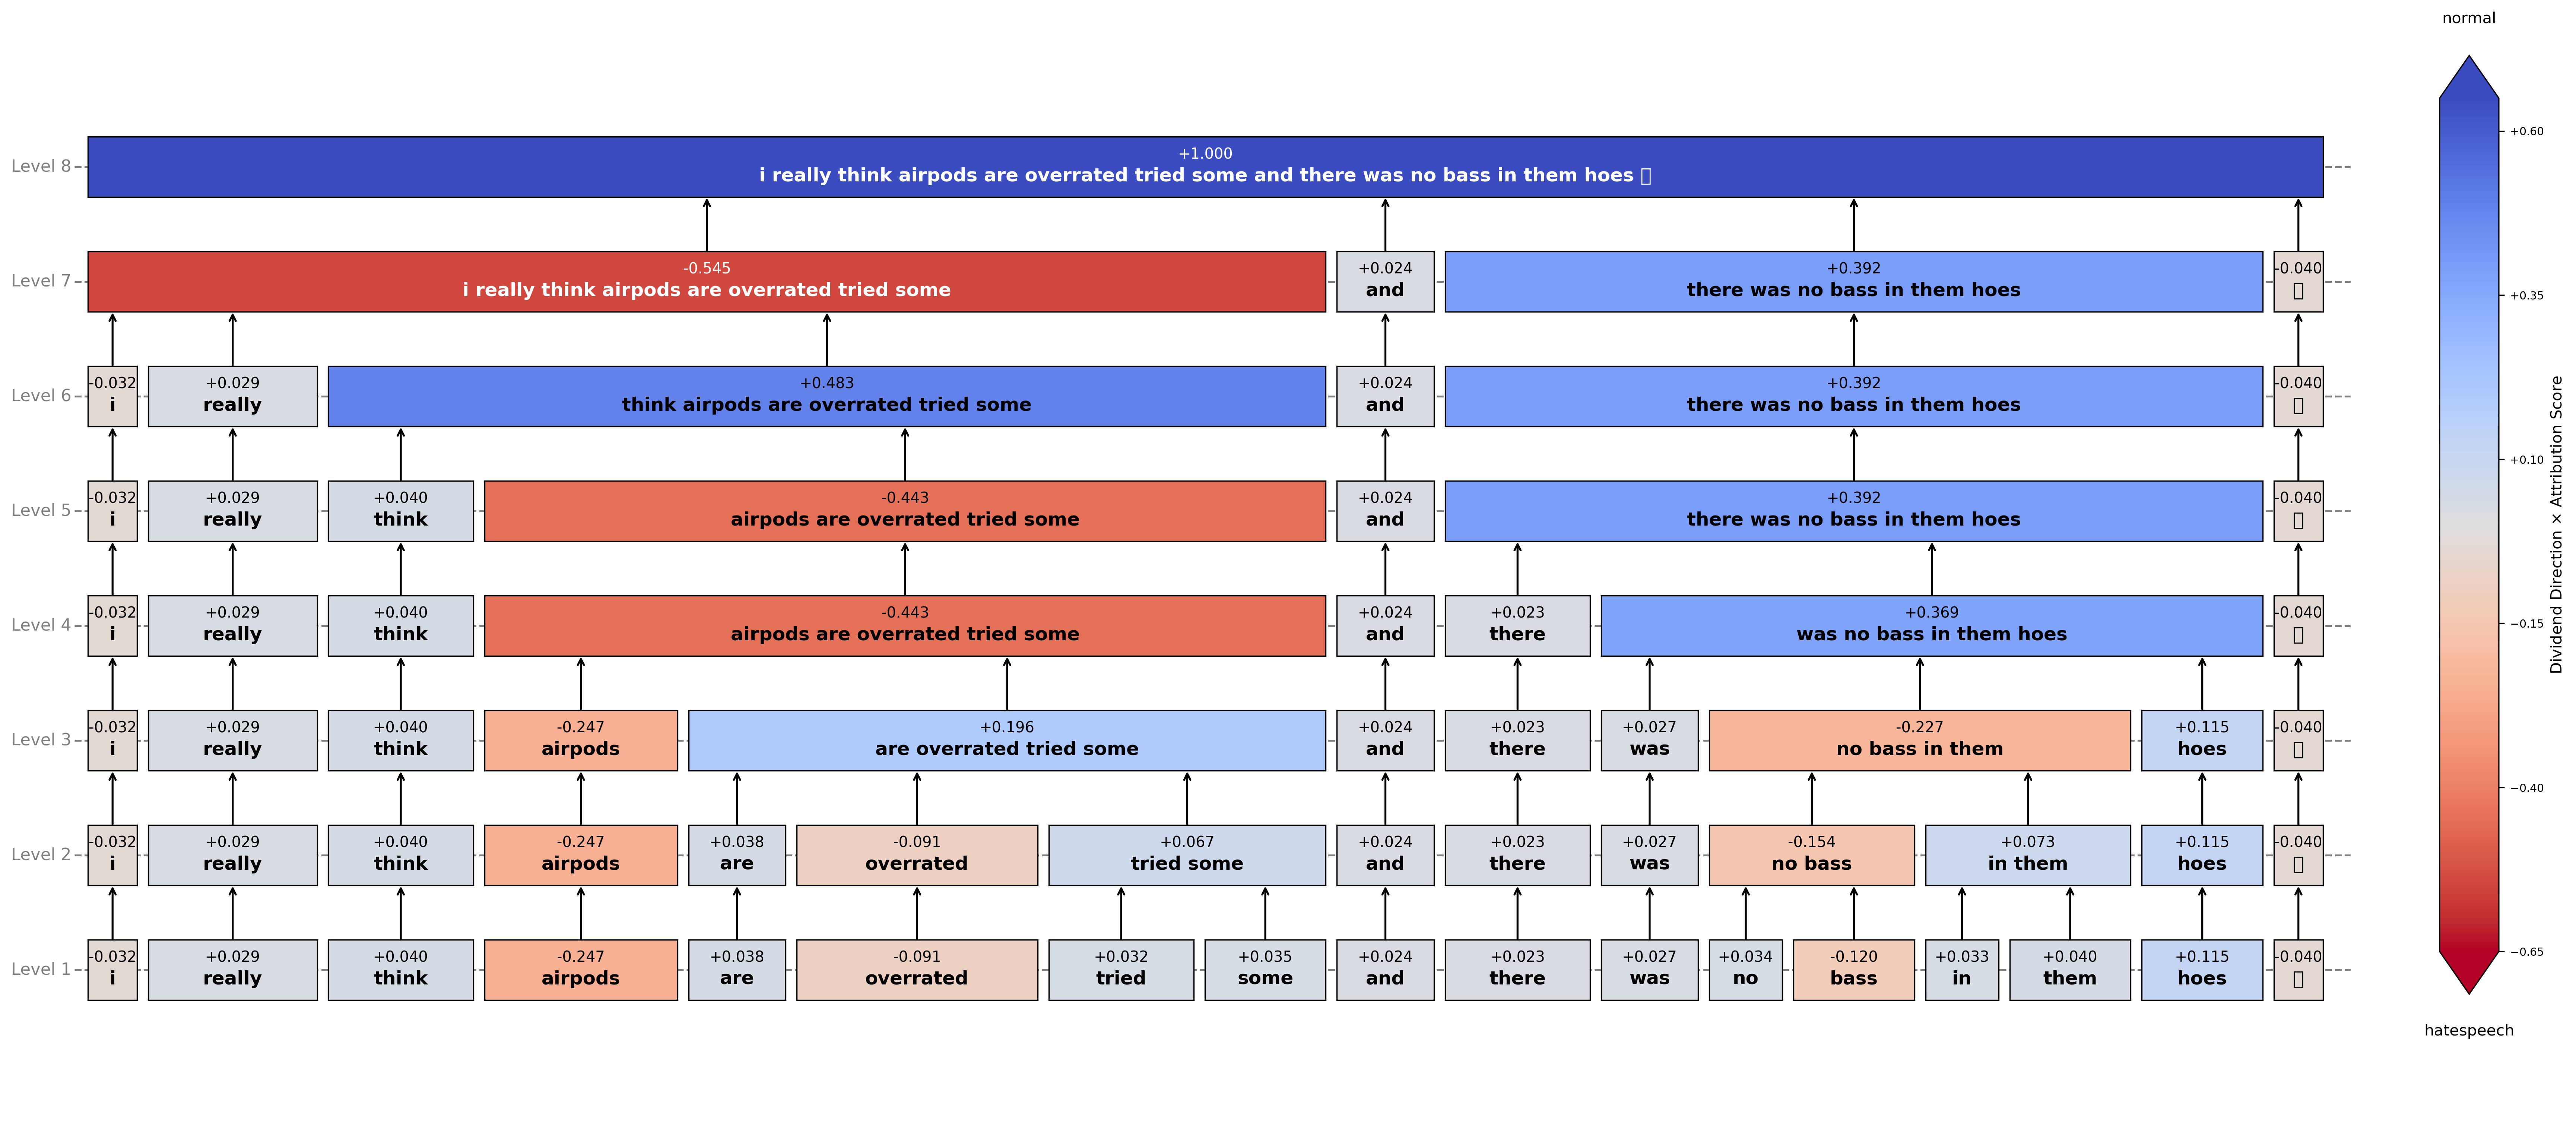 normal
Level 8
+1.000
i really think airpods are overrated tried some and there was no bass in them hoes
Level 7
-0.545 +0.024 +0.392 -0.040
i really think airpods are overrated tried some and there was no bass in them hoes
Level 6
-0.032 +0.029 +0.483 +0.024 +0.392 -0.040
i really think airpods are overrated tried some and there was no bass in them hoes
Level 5
-0.032 +0.029 +0.040 -0.443 +0.024 +0.392 -0.040
i really think airpods are overrated tried some and there was no bass in them hoes
Level 4
-0.032 +0.029 +0.040 -0.443 +0.024 +0.023 +0.369 -0.040
i really think airpods are overrated tried some and there was no bass in them hoes
Level 3
-0.032 +0.029 +0.040 -0.247 +0.196 +0.024 +0.023 +0.027 -0.227 +0.115 -0.040
i really think airpods are overrated tried some and there was no bass in them hoes
Level 2
-0.032 +0.029 +0.040 -0.247 +0.038 -0.091 +0.067 +0.024 +0.023 +0.027 -0.154 +0.073 +0.115 -0.040
i really think airpods are overrated tried some and there was no bass in them hoes
Level 1
-0.032 +0.029 +0.040 -0.247 +0.038 -0.091 +0.032 +0.035 +0.024 +0.023 +0.027 +0.034 -0.120 +0.033 +0.040 +0.115 -0.040
i really think airpods are overrated tried some and there was no bass in them hoes
+0.60
+0.35
+0.10
−0.15
−0.40
−0.65
Dividend Direction × Attribution Score
hatespeech